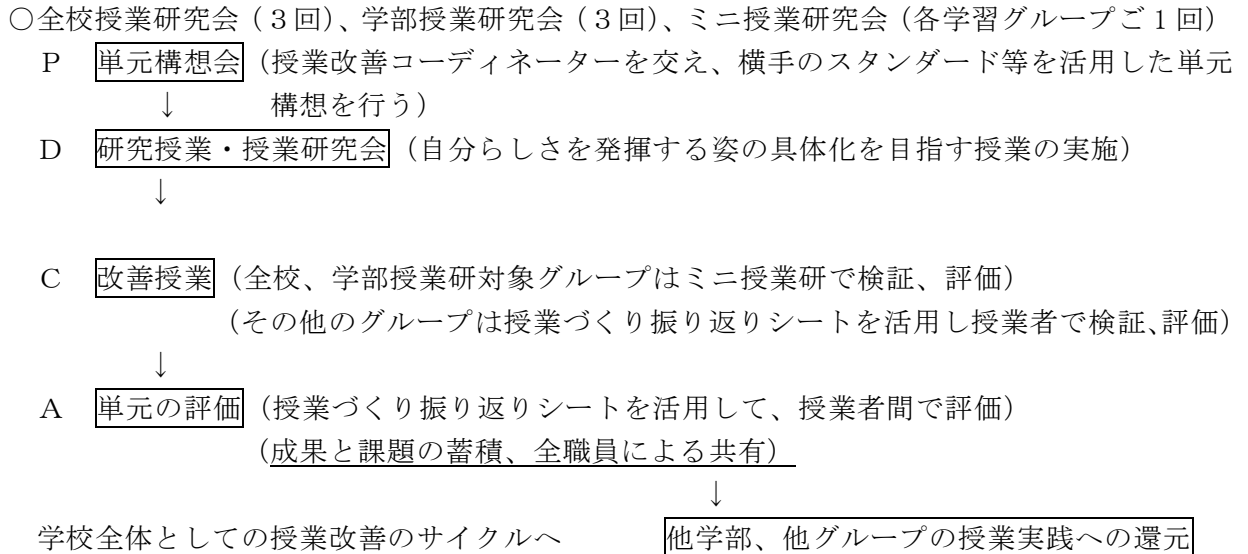 ○全校授業研究会（３回）、学部授業研究会（３回）、ミニ授業研究会（各学習グループご１回）
P　単元構想会（授業改善コーディネーターを交え、横手のスタンダード等を活用した単元
↓　構想を行う）
D　研究授業・授業研究会（自分らしさを発揮する姿の具体化を目指す授業の実施）
↓
C　改善授業（全校、学部授業研対象グループはミニ授業研で検証、評価）
（その他のグループは授業づくり振り返りシートを活用し授業者で検証、評価）
↓
A　単元の評価（授業づくり振り返りシートを活用して、授業者間で評価）
（成果と課題の蓄積、全職員による共有）
↓
学校全体としての授業改善のサイクルへ　他学部、他グループの授業実践への還元